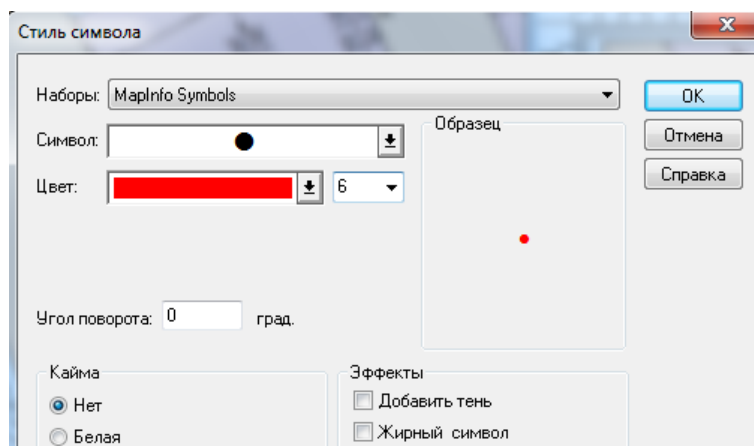 Стиль символа
Наборы: MapInfo Symbols
OK
Символ:
Образец
Отмена
Цвет: 6
Справка
Угол поворота: 0 град.
Кайма
Эффекты
Нет
Добавить тень
Белая
Жирный символ